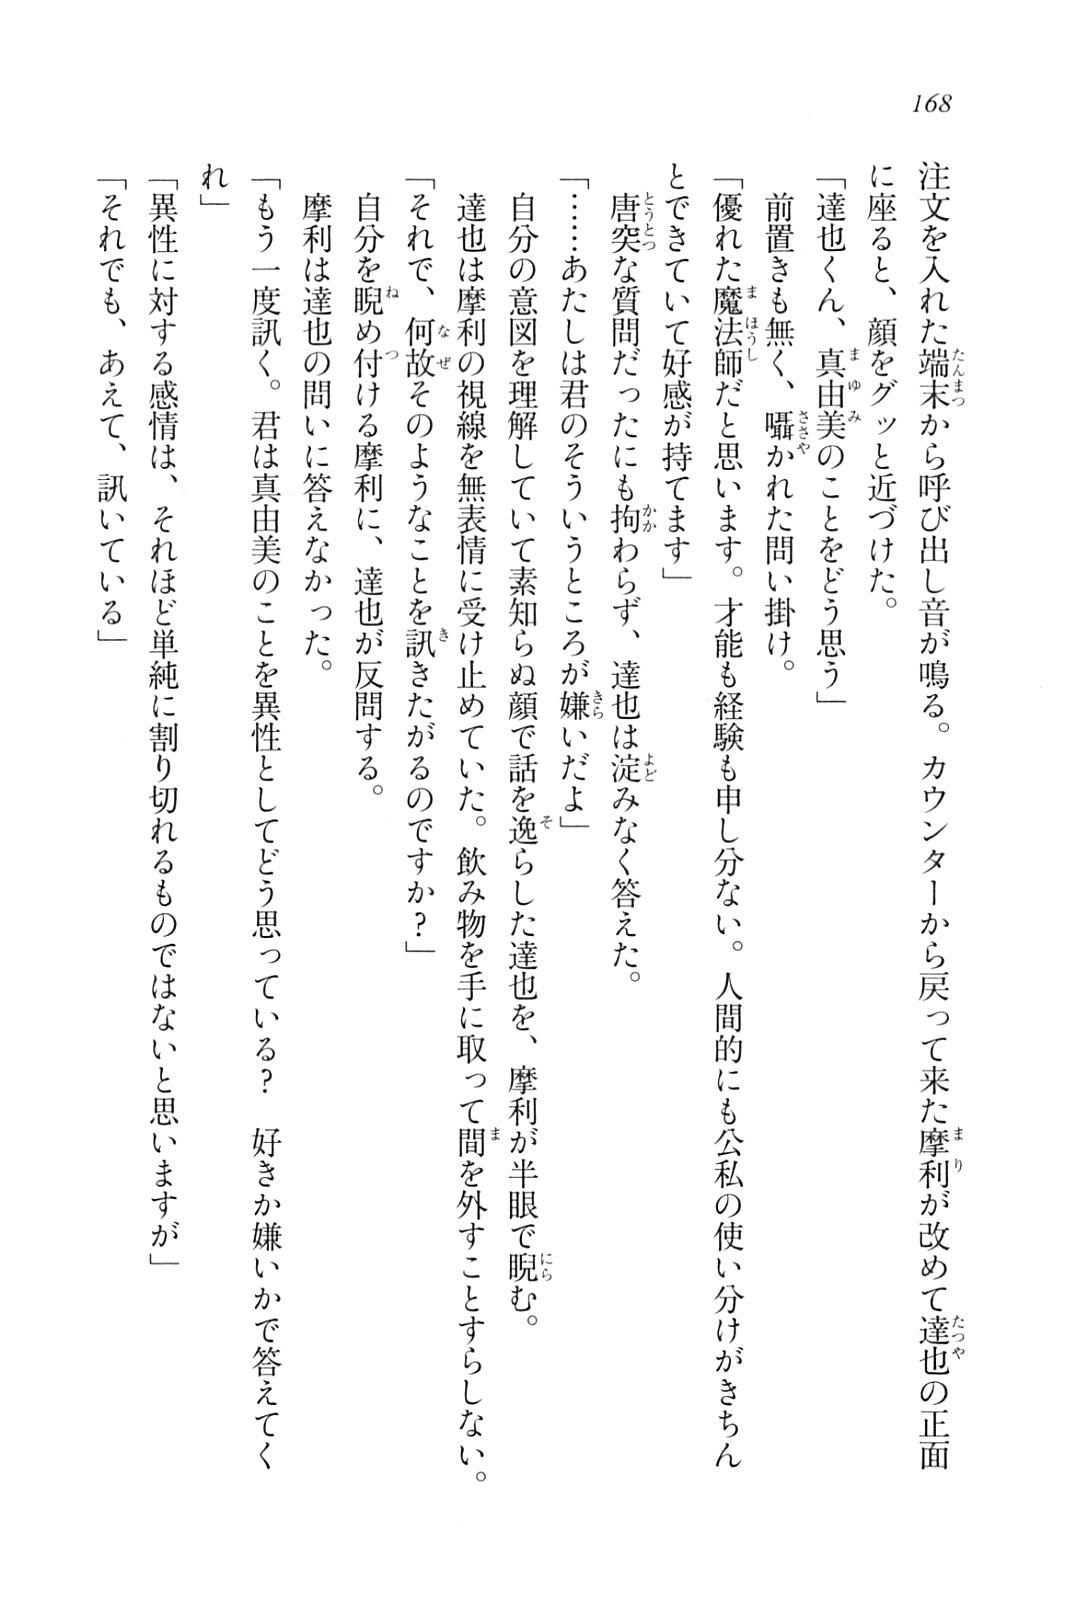 168
注文を入れた端末から呼び出し音が鳴る。カウンターから戻って来た摩利が改めて達也の正面
に座ると、顔をグッと近づけた。
「達也くん、真由美のことをどう思う」
前置きも無く、囁かれた問い掛け。
「優れた魔法師だと思います。才能も経験も申し分ない。人間的にも公私の使い分けがきちん
とできていて好感が持てます」
唐突な質問だったにも拘わらず、達也は淀みなく答えた。
「……あたしは君のそういうところが嫌いだよ」
自分の意図を理解していて素知らぬ顔で話を逸らした達也を、摩利が半眼で睨む。
達也は摩利の視線を無表情に受け止めていた。飲み物を手に取って間を外すことすらしない。
「それで、何故そのようなことを訊きたがるのですか?」
自分を睨め付ける摩利に、達也が反問する。
摩利は達也の問いに答えなかった。
「もう一度訊く。君は真由美のことを異性としてどう思っている? 好きか嫌いかで答えてく
れ」
「異性に対する感情は、それほど単純に割り切れるものではないと思いますが」
「それでも、あえて、訊いている」